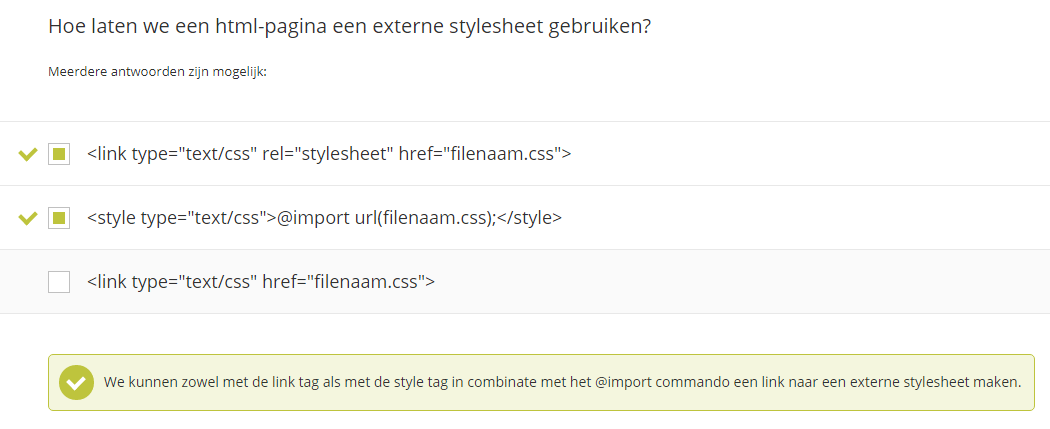 Hoe laten we een html-pagina een externe stylesheet gebruiken?
Meerdere antwoorden zijn mogelijk:
<link type="text/css" rel="stylesheet" href="filenaam.css">
<style type="text/css">@import url(filenaam.css);</style>
<link type="text/css" href="filenaam.css">
We kunnen zowel met de link tag als met de style tag in combinate met het @import commando een link naar een externe stylesheet maken.